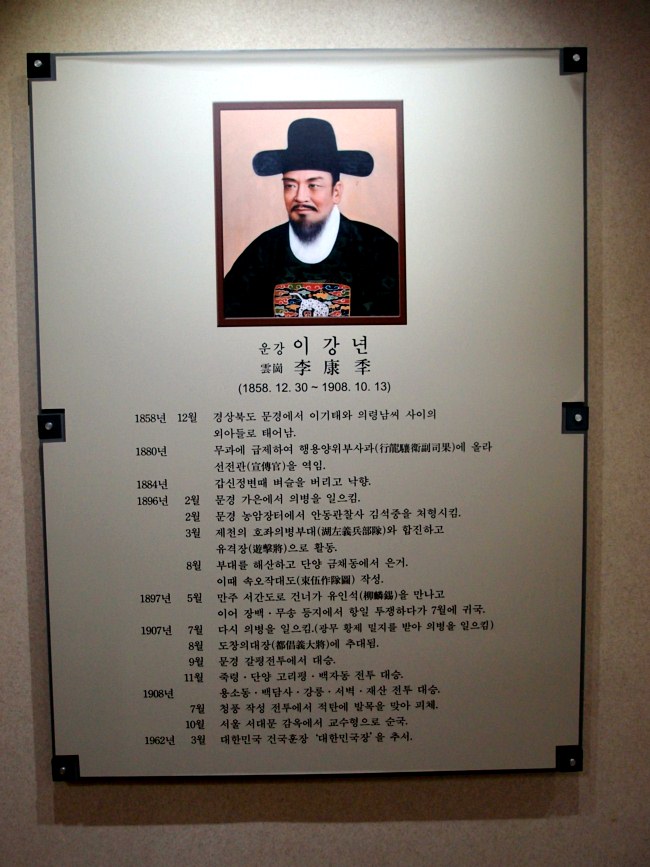 운강 이 강 년
雲崗 李 康 秊
(1858. 12. 30 ~ 1908. 10. 13)
1858년 12월 경상북도 문경에서 이기태와 의령남씨 사이의
외아들로 태어남.
1880년 무과에 급제하여 행용양위부사과(行龍驤衛副司果)에 올라
선전관(宣傳官)을 역임.
1884년 갑신정변때 벼슬을 버리고 낙향.
1896년 2월 문경 가은에서 의병을 일으킴.
2월 문경 농암장터에서 안동관찰사 김석중을 처형시킴.
3월 제천의 호좌의병부대(湖左義兵部隊)와 합진하고
유격장(遊擊將)으로 활동.
8월 부대를 해산하고 단양 금채동에서 은거.
이때 속오작대도(束伍作隊圖) 작성.
1897년 5월 만주 서간도로 건너가 유인석(柳麟錫)을 만나고
이어 장백·무송 등지에서 항일 투쟁하다가 7월에 귀국.
1907년 7월 다시 의병을 일으킴.(광무 황제 밀지를 받아 의병을 일으킴)
8월 도창의대장(都倡義大將)에 추대됨.
9월 문경 갈평전투에서 대승.
11월 죽령·단양 고리평·백자동 전투 대승.
1908년 용소동·백담사·강릉·서벽·재산 전투 대승.
7월 청풍 작성 전투에서 적탄에 발목을 맞아 피체.
10월 서울 서대문 감옥에서 교수형으로 순국.
1962년 3월 대한민국 건국훈장 '대한민국장'을 추서.